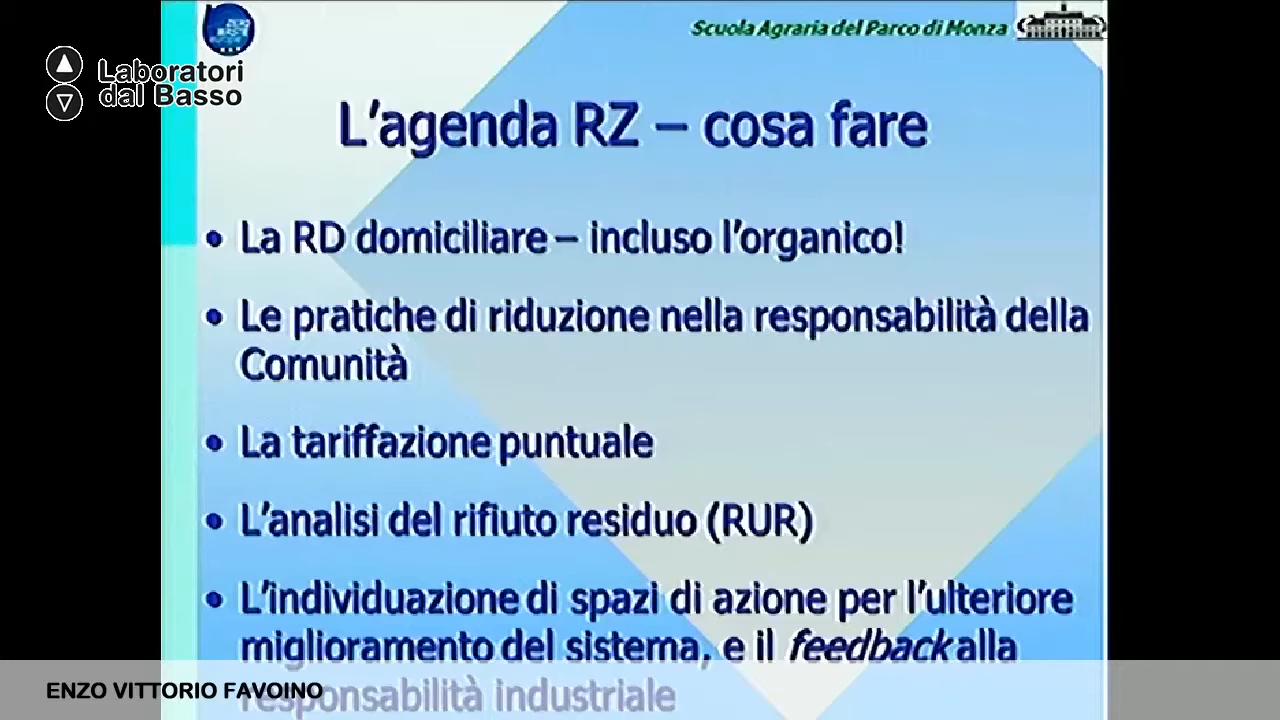 Scuola Agraria del Parco di Monza
Laboratori
dal Basso
L'agenda RZ – cosa fare
• La RD domiciliare – incluso l'organico!
• Le pratiche di riduzione nella responsabilità della
Comunità
• La tariffazione puntuale
• L'analisi del rifiuto residuo (RUR)
• L'individuazione di spazi di azione per l'ulteriore
miglioramento del sistema, e il feedback alla
responsabilità industriale
ENZO VITTORIO FAVOINO